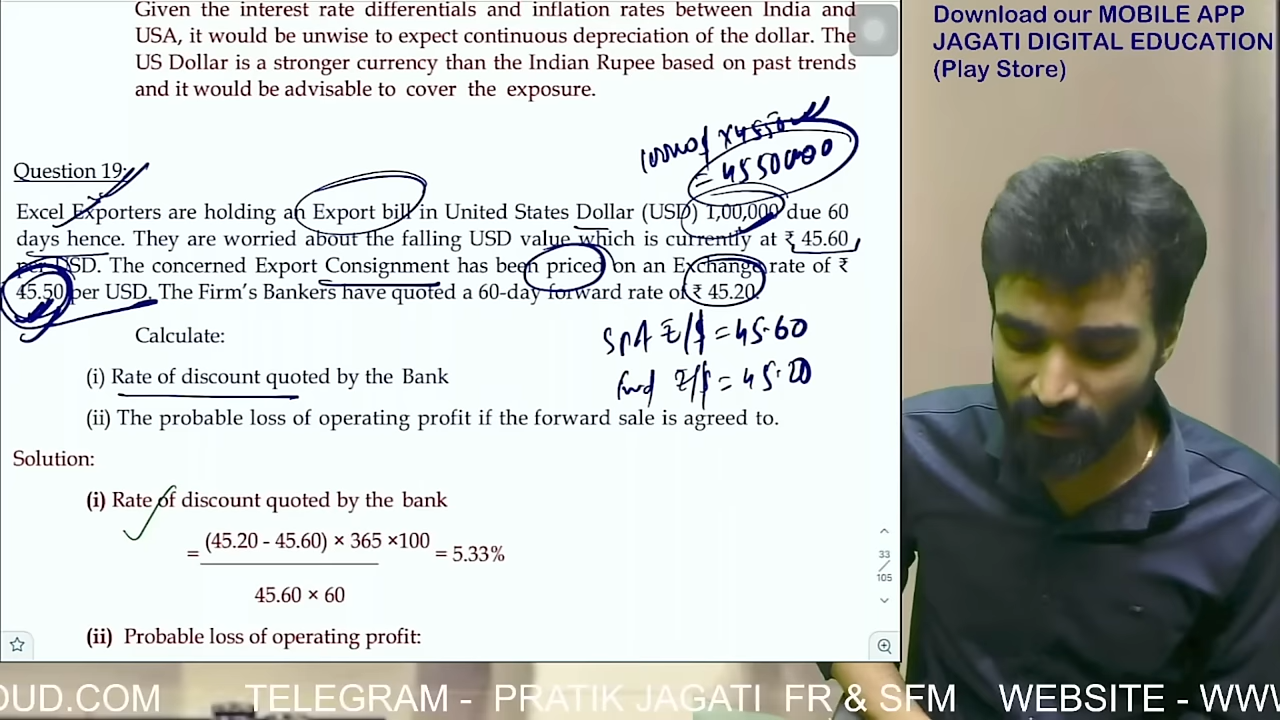 Given the interest rate differentials and inflation rates between India and
USA, it would be unwise to expect continuous depreciation of the dollar. The
US Dollar is a stronger currency than the Indian Rupee based on past trends
and it would be advisable to cover the exposure.
= 4550000
Question 19:
Excel Exporters are holding an Export bill in United States Dollar (USD) 1,00,000 due 60
days hence. They are worried about the falling USD value which is currently at ₹ 45.60
per USD. The concerned Export Consignment has been priced on an Exchange rate of ₹
45.50 per USD. The Firm's Bankers have quoted a 60-day forward rate of ₹ 45.20.
Calculate:
Spot ₹/$ = 45.60
(i) Rate of discount quoted by the Bank
Fwd ₹/$ = 45.20
(ii) The probable loss of operating profit if the forward sale is agreed to.
Solution:
(i) Rate of discount quoted by the bank
= (45.20 - 45.60) × 365 ×100 = 5.33%
45.60 × 60
(ii) Probable loss of operating profit:
33
105
Download our MOBILE APP
JAGATI DIGITAL EDUCATION
(Play Store)
OUD.COM TELEGRAM - PRATIK JAGATI FR & SFM WEBSITE - WWW